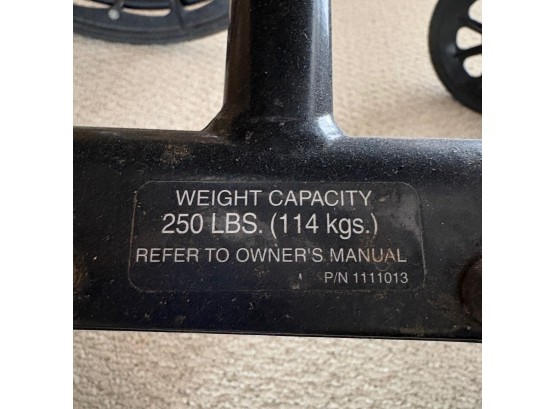 WEIGHT CAPACITY
250 LBS. (114 kgs.)
REFER TO OWNER'S MANUAL
P/N 1111013